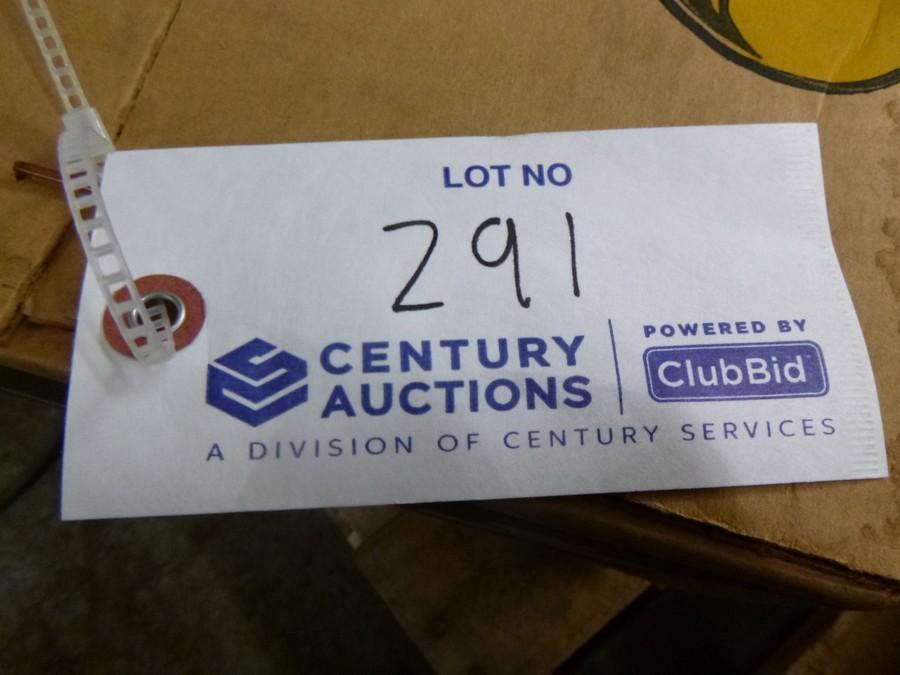 LOT NO
291
CENTURY
AUCTIONS
POWERED BY
ClubBid
A DIVISION OF CENTURY SERVICES